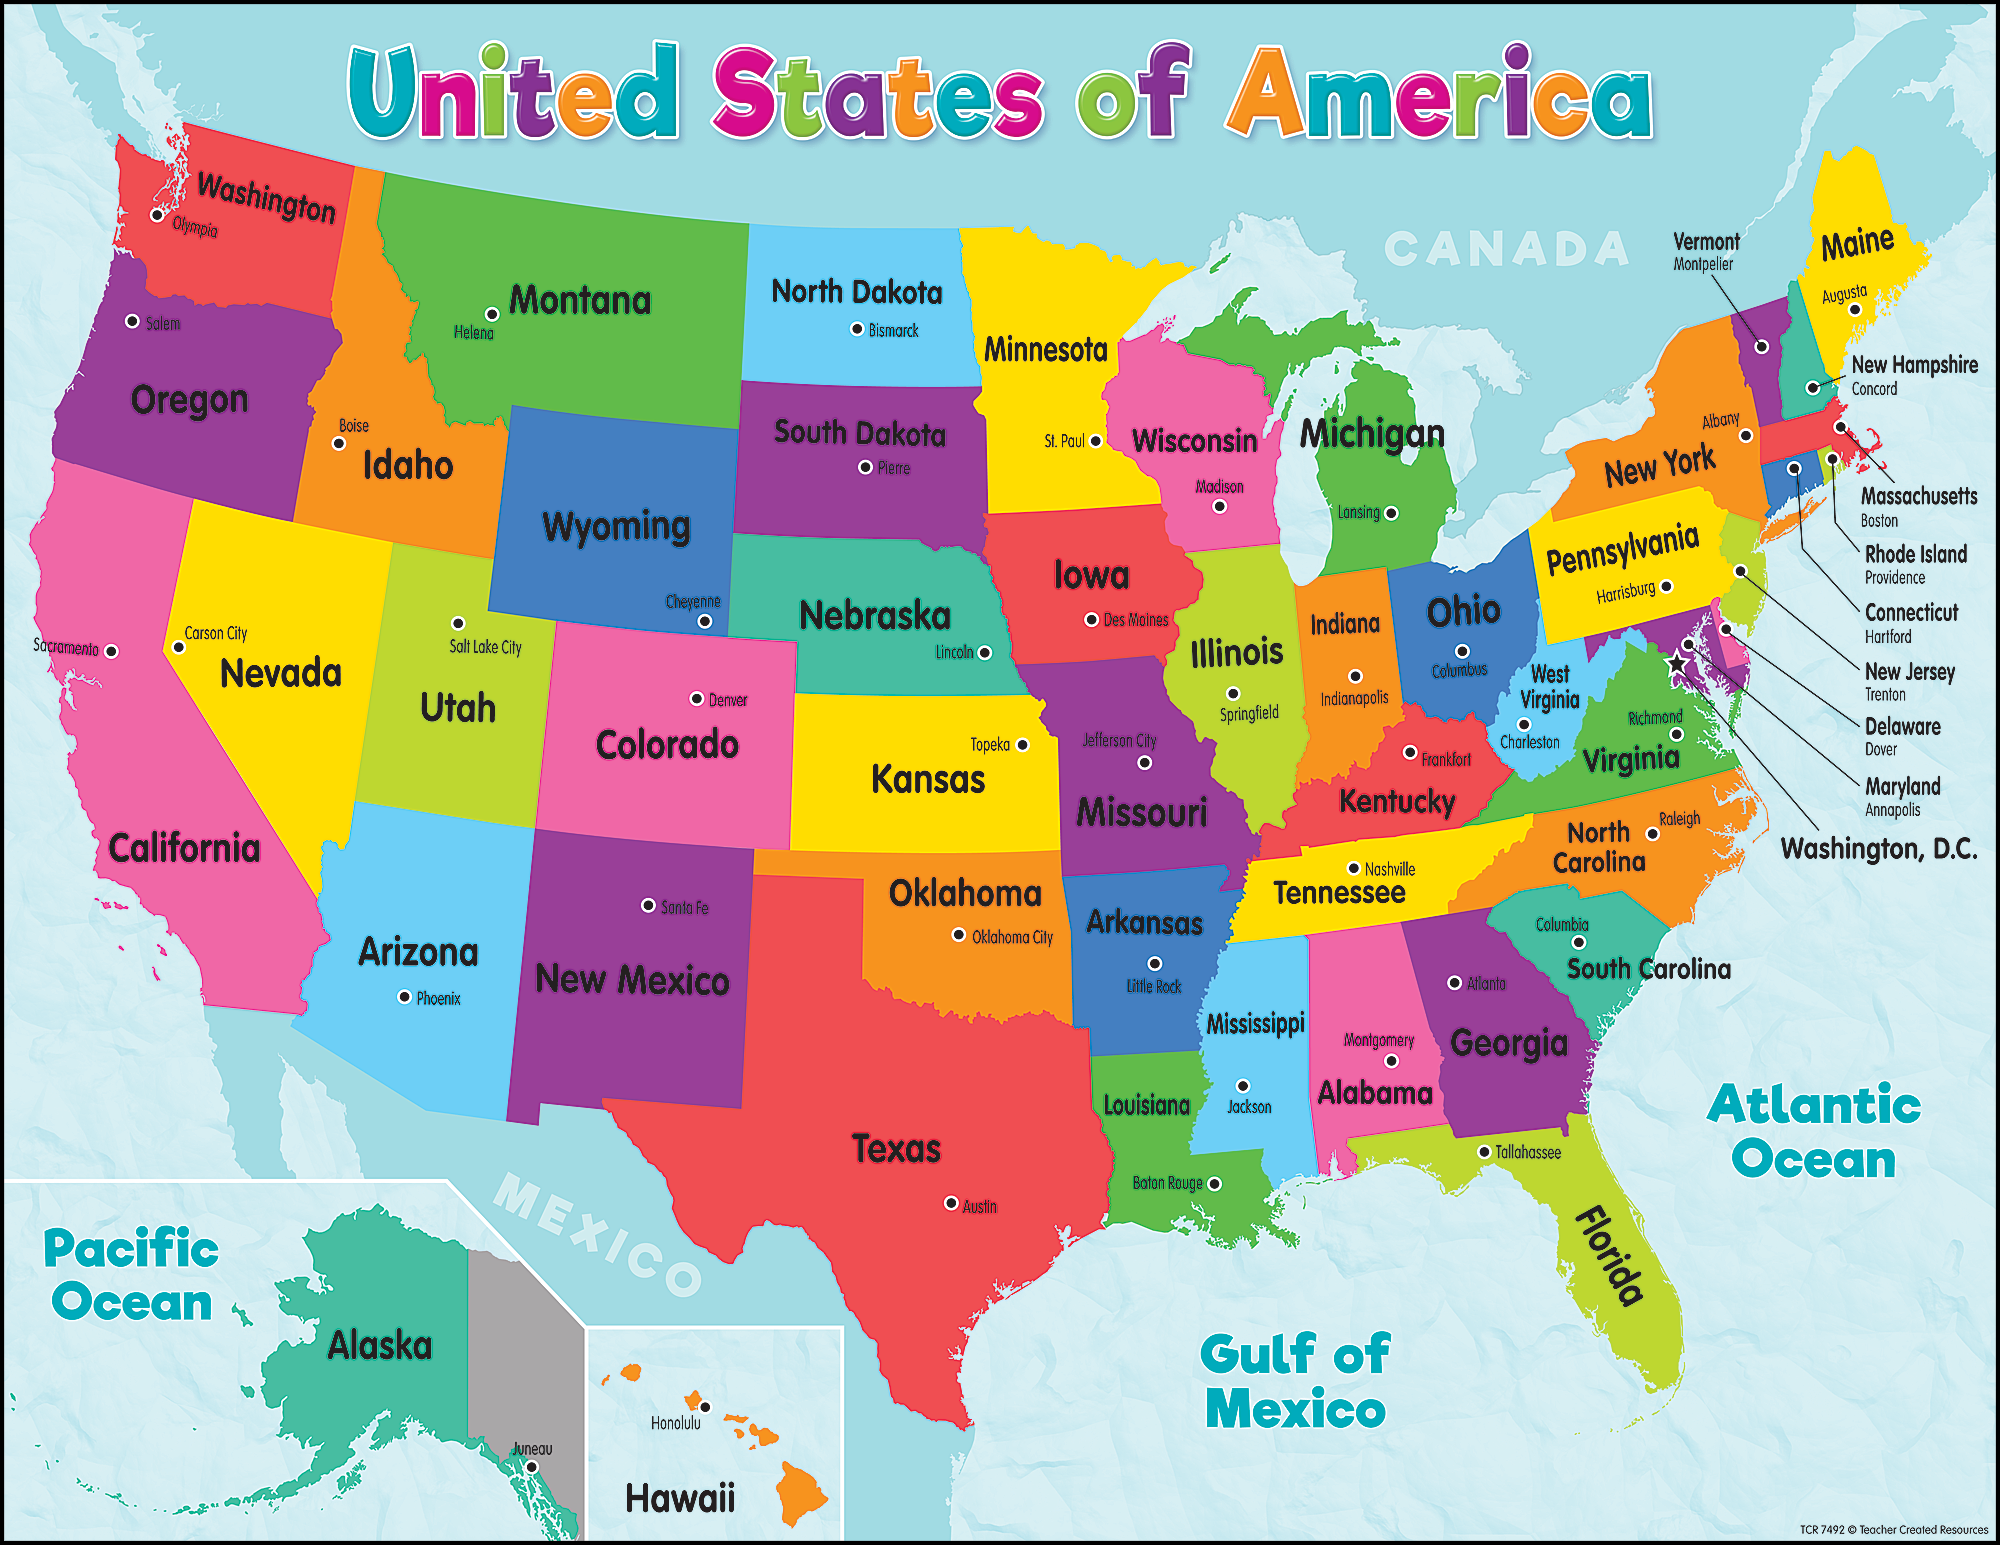 United States of America
CANADA
Washington
Olympia
Montana
Helena
North Dakota
Bismarck
Minnesota
St. Paul
Maine
Augusta
Vermont
Montpelier
New Hampshire
Concord
Oregon
Salem
Idaho
Boise
South Dakota
Pierre
Wisconsin
Madison
Michigan
Lansing
New York
Albany
Massachusetts
Boston
Rhode Island
Providence
Connecticut
Hartford
New Jersey
Trenton
Delaware
Dover
Maryland
Annapolis
Washington, D.C.
Wyoming
Cheyenne
Nebraska
Lincoln
Iowa
Des Moines
Illinois
Springfield
Indiana
Indianapolis
Ohio
Columbus
Pennsylvania
Harrisburg
West
Virginia
Charleston
Virginia
Richmond
Sacramento
California
Carson City
Nevada
Salt Lake City
Utah
Denver
Colorado
Topeka
Kansas
Jefferson City
Missouri
Frankfort
Kentucky
Nashville
Tennessee
Raleigh
North
Carolina
Columbia
South Carolina
Arizona
Phoenix
Santa Fe
New Mexico
Oklahoma
Oklahoma City
Arkansas
Little Rock
Mississippi
Jackson
Montgomery
Alabama
Atlanta
Georgia
Louisiana
Baton Rouge
Texas
Austin
Tallahassee
Florida
Atlantic
Ocean
MEXICO
Pacific
Ocean
Alaska
Juneau
Honolulu
Hawaii
Gulf of
Mexico
TCR 7492 © Teacher Created Resources